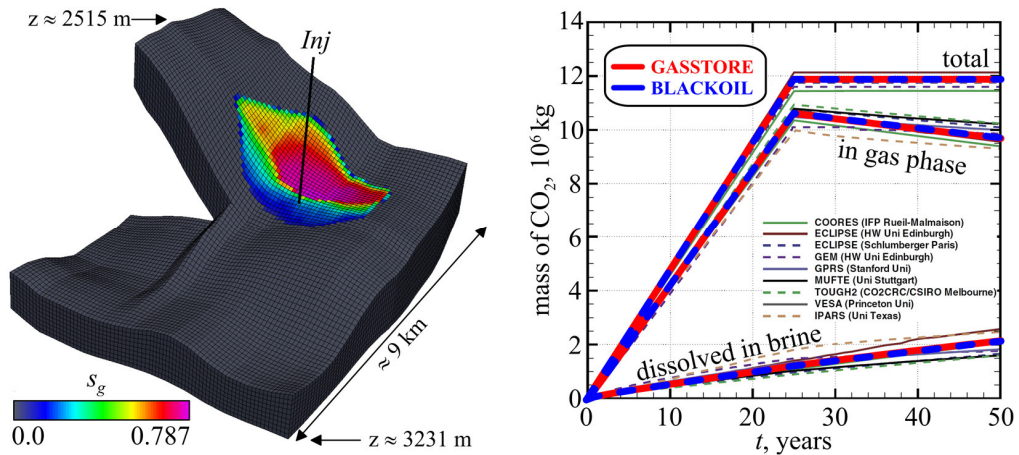 z ≈ 2515 m
Inj
≈ 9 km
s_g
0.0 0.787
z ≈ 3231 m
mass of CO₂, 10⁶ kg
14
12
10
8
6
4
2
0
GASSTORE
BLACKOIL
total
in gas phase
COORES (IFP Rueil-Malmaison)
ECLIPSE (HW Uni Edinburgh)
ECLIPSE (Schlumberger Paris)
GEM (HW Uni Edinburgh)
GPRS (Stanford Uni)
MUFTE (Uni Stuttgart)
TOUGH2 (CO2CRC/CSIRO Melbourne)
VESA (Princeton Uni)
IPARS (Uni Texas)
dissolved in brine
0 10 20 30 40 50
t, years